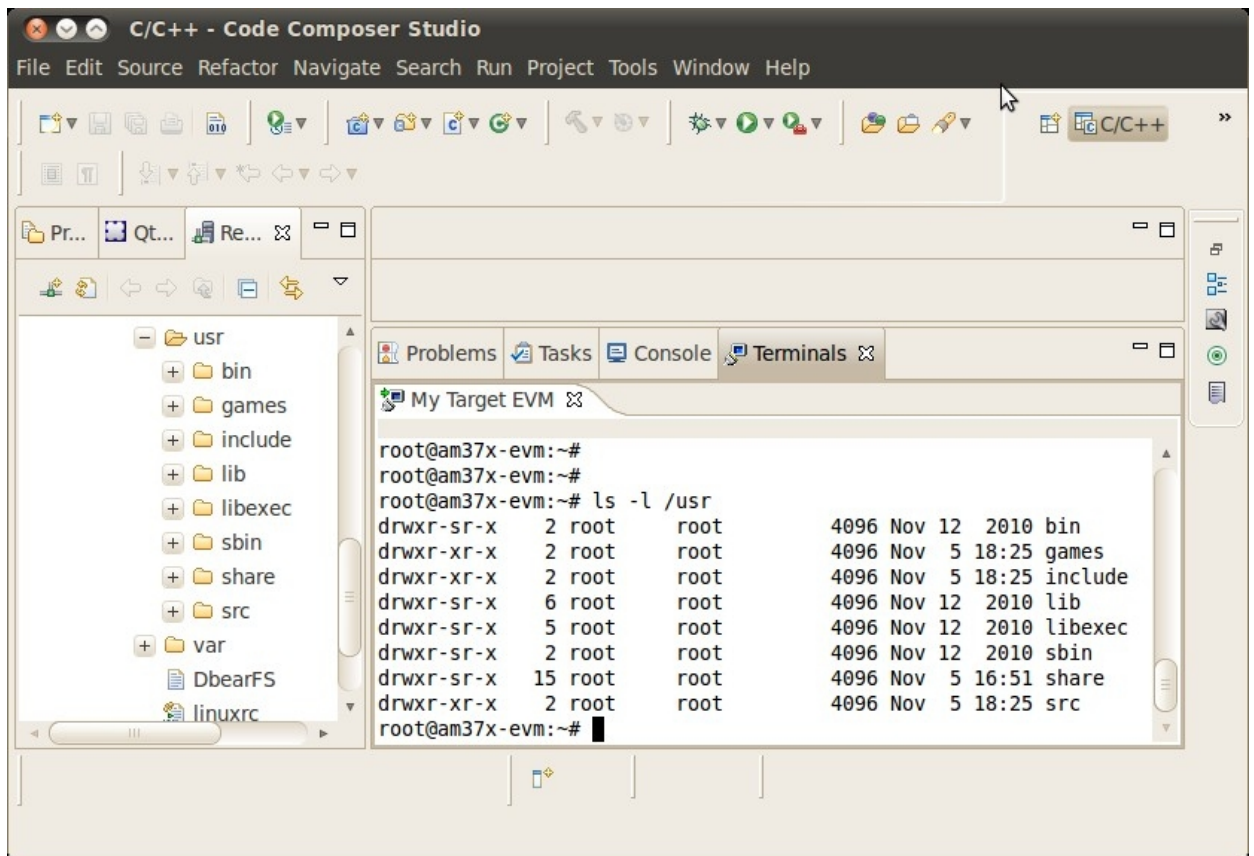 C/C++ - Code Composer Studio
File Edit Source Refactor Navigate Search Run Project Tools Window Help
C/C++
Pr... Qt... Re...
usr
bin
games
include
lib
libexec
sbin
share
src
var
DbearFS
linuxrc
Problems Tasks Console Terminals
My Target EVM
root@am37x-evm:~#
root@am37x-evm:~#
root@am37x-evm:~# ls -l /usr
drwxr-sr-x 2 root root 4096 Nov 12 2010 bin
drwxr-xr-x 2 root root 4096 Nov 5 18:25 games
drwxr-xr-x 2 root root 4096 Nov 5 18:25 include
drwxr-sr-x 6 root root 4096 Nov 12 2010 lib
drwxr-sr-x 5 root root 4096 Nov 12 2010 libexec
drwxr-sr-x 2 root root 4096 Nov 12 2010 sbin
drwxr-sr-x 15 root root 4096 Nov 5 16:51 share
drwxr-xr-x 2 root root 4096 Nov 5 18:25 src
root@am37x-evm:~#